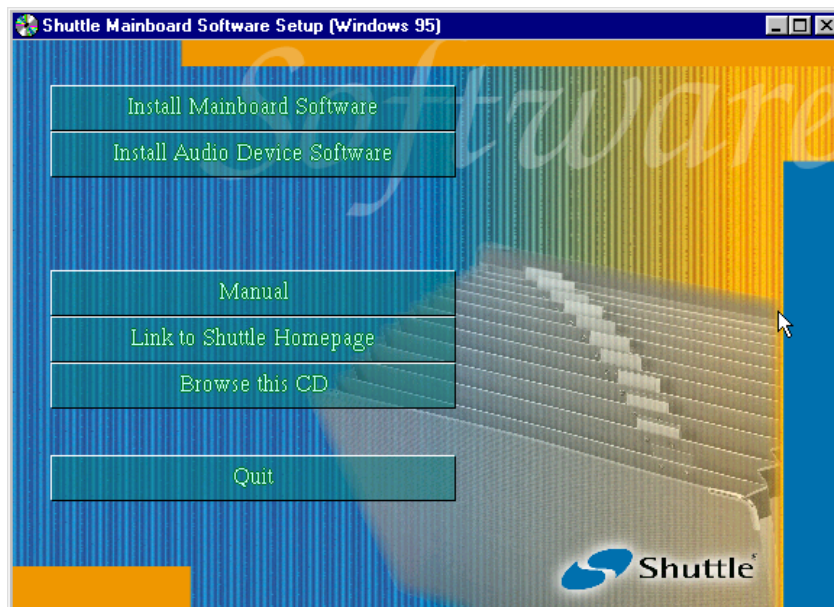 Shuttle Mainboard Software Setup (Windows 95)
Software
Install Mainboard Software
Install Audio Device Software
Manual
Link to Shuttle Homepage
Browse this CD
Quit
Shuttle®